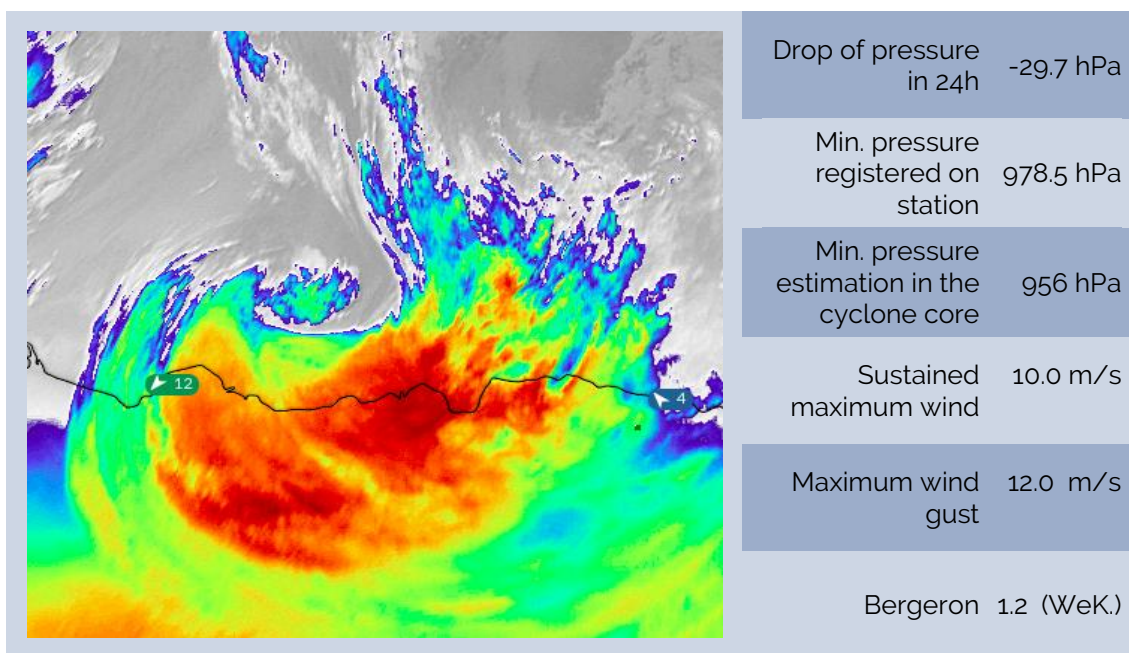 12
4
Drop of pressure
in 24h
-29.7 hPa
Min. pressure
registered on
station
978.5 hPa
Min. pressure
estimation in the
cyclone core
956 hPa
Sustained
maximum wind
10.0 m/s
Maximum wind
gust
12.0 m/s
Bergeron
1.2 (WeK.)